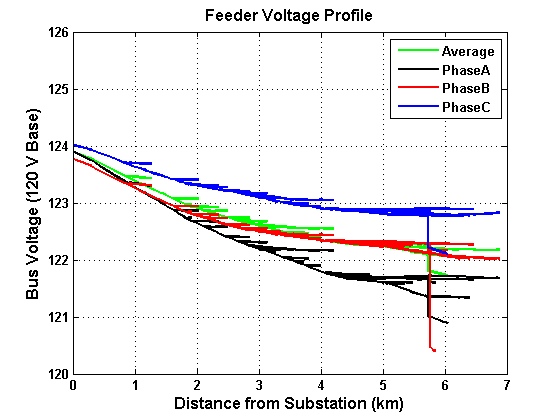 Feeder Voltage Profile
126
125
124
123
122
121
120
Bus Voltage (120 V Base)
Average
PhaseA
PhaseB
PhaseC
0 1 2 3 4 5 6 7
Distance from Substation (km)